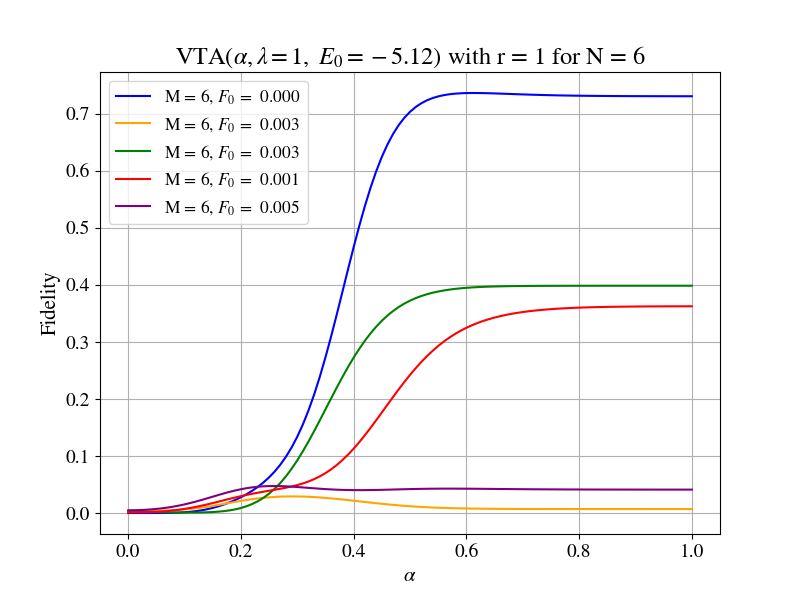 VTA(α, λ = 1, E₀ = −5.12) with r = 1 for N = 6
M = 6, F₀ = 0.000
M = 6, F₀ = 0.003
M = 6, F₀ = 0.003
M = 6, F₀ = 0.001
M = 6, F₀ = 0.005
Fidelity
0.7
0.6
0.5
0.4
0.3
0.2
0.1
0.0
0.0 0.2 0.4 0.6 0.8 1.0
α